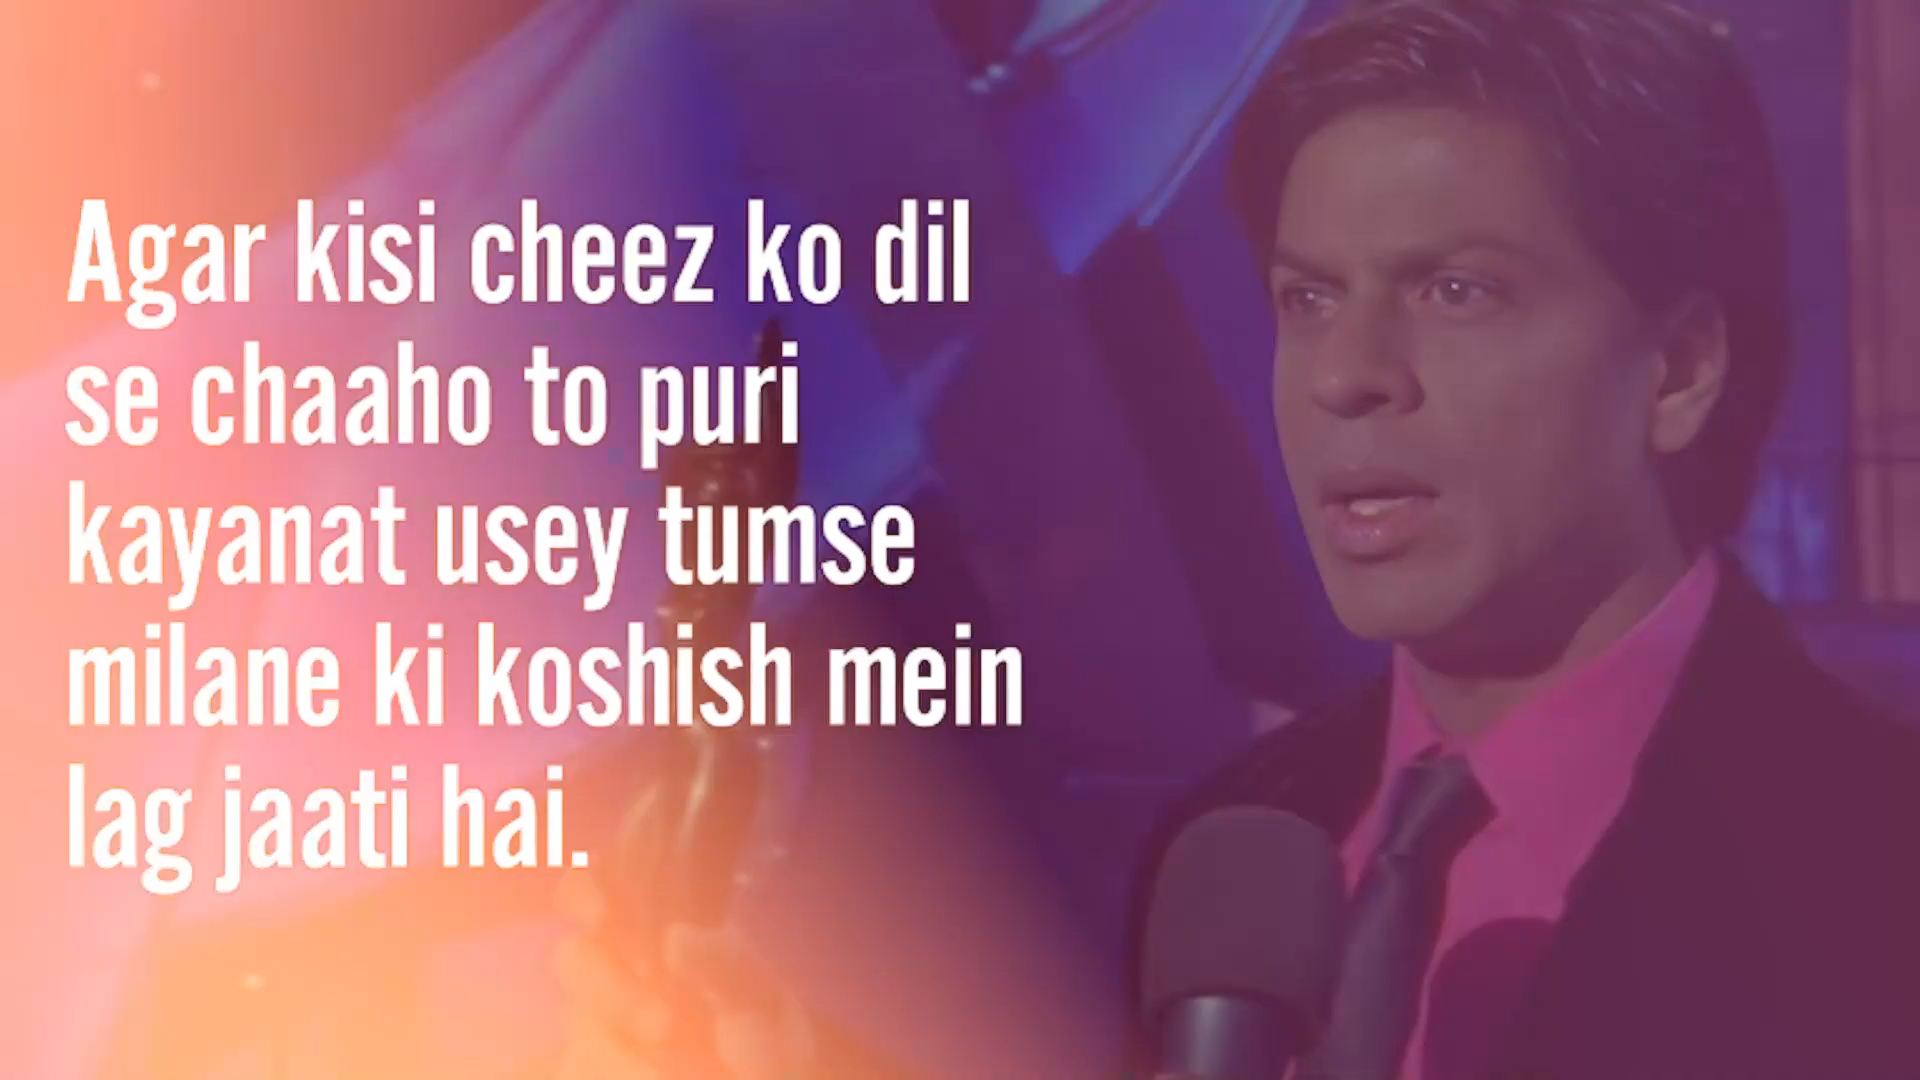 Agar kisi cheez ko dil
se chaaho to puri
kayanat usey tumse
milane ki koshish mein
lag jaati hai.